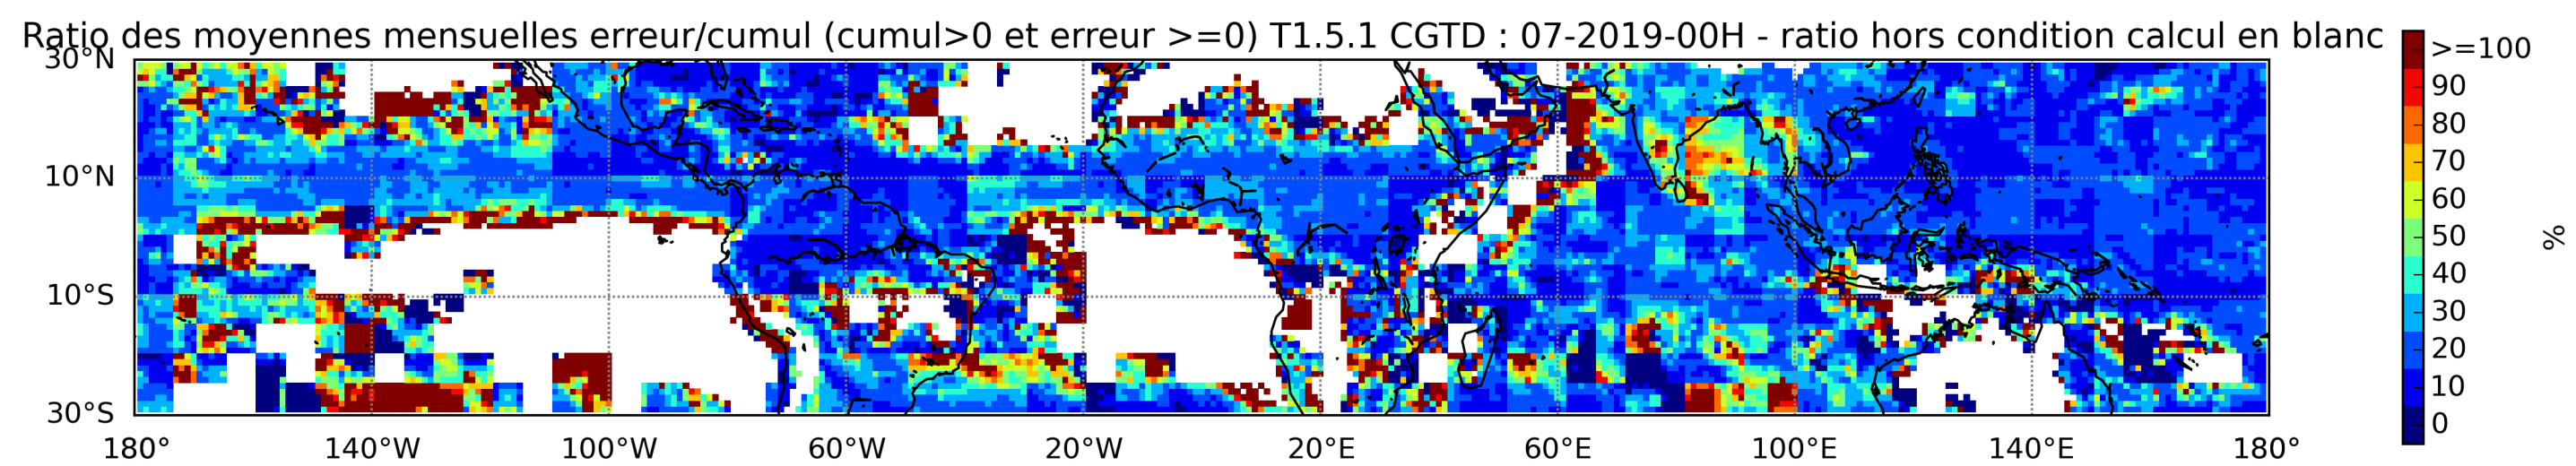 Ratio des moyennes mensuelles erreur/cumul (cumul>0 et erreur >=0) T1.5.1 CGTD : 07-2019-00H - ratio hors condition calcul en blanc
30°N
10°N
10°S
30°S
180°
140°W
100°W
60°W
20°W
20°E
60°E
100°E
140°E
180°
>=100
90
80
70
60
50
40
30
20
10
0
%